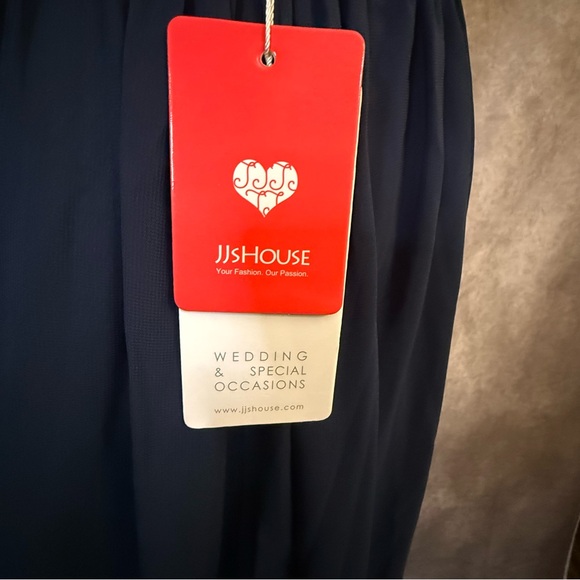 JJSHOUSE
Your Fashion. Our Passion.
WEDDING
& SPECIAL
OCCASIONS
www.jjshouse.com